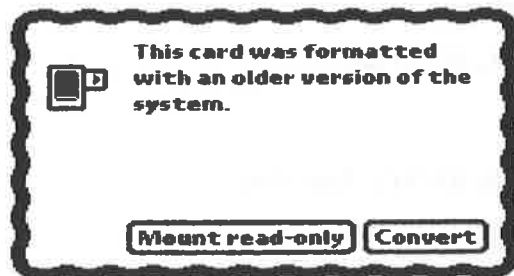 This card was formatted
with an older version of the
system.
Mount read-only Convert